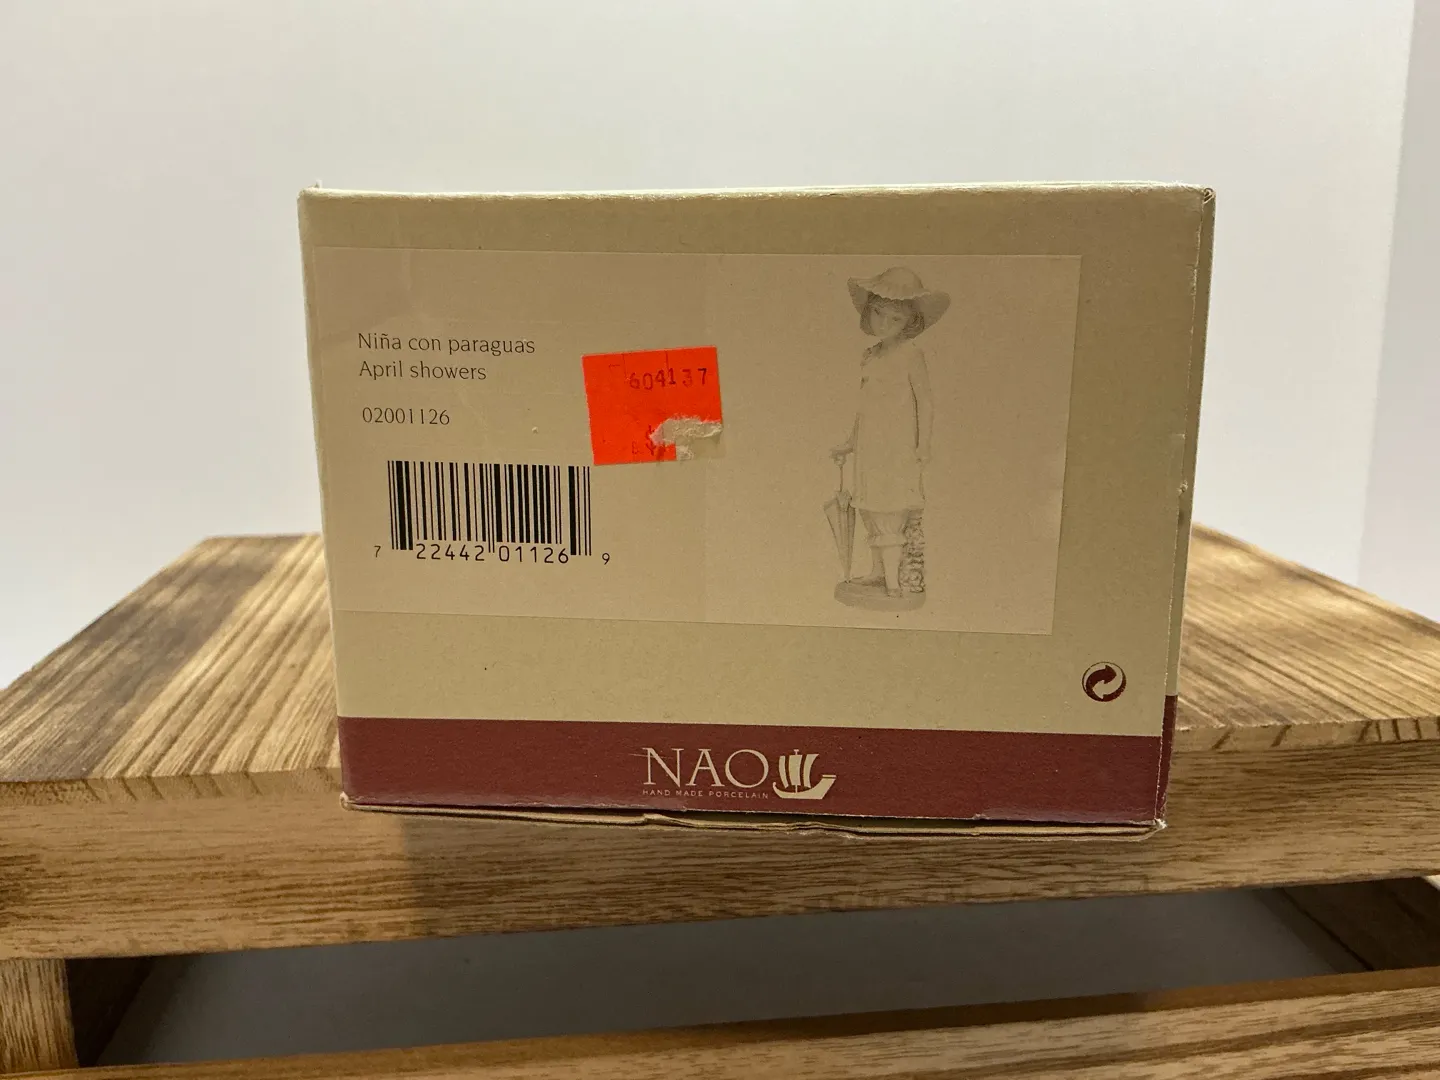 Niña con paraguas
April showers
02001126
604137
7 22442 01126 9
NAO
HAND MADE PORCELAIN